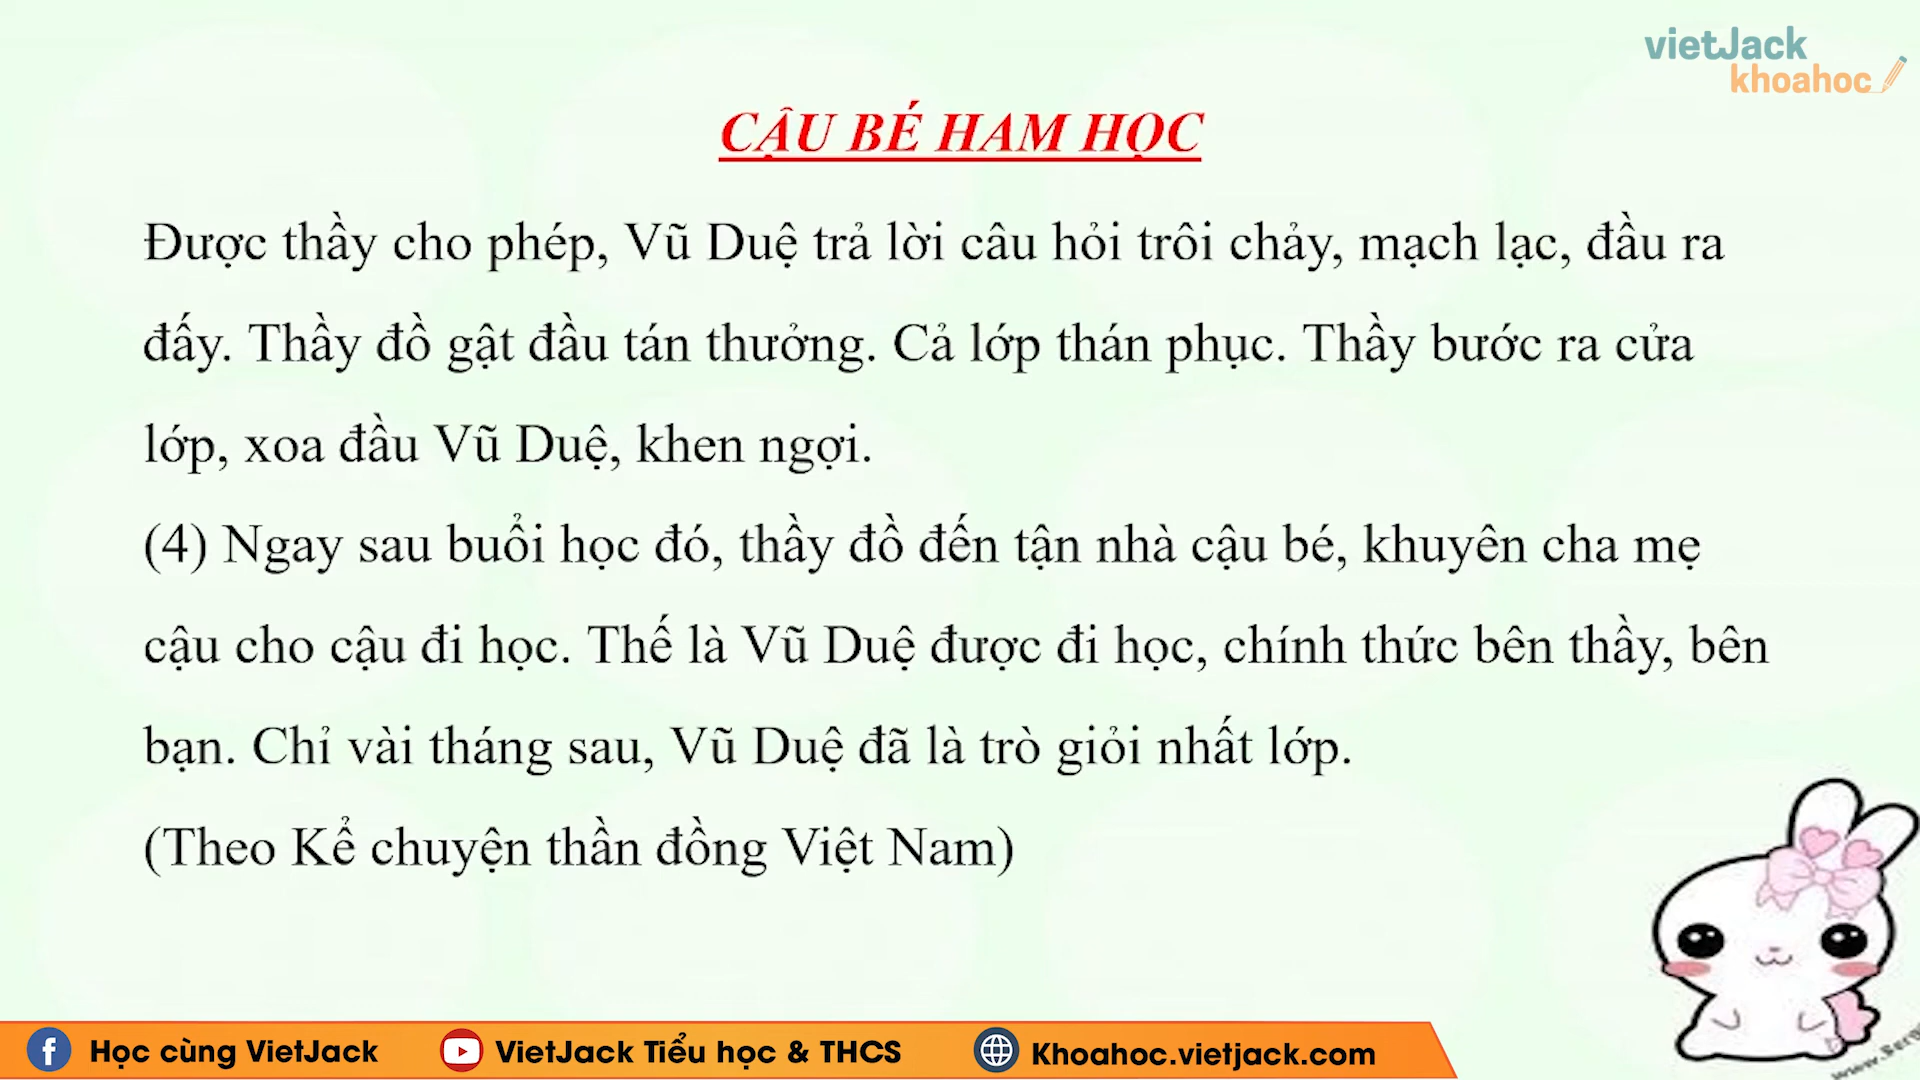 vietJack
khoahoc
CẬU BÉ HAM HỌC
Được thầy cho phép, Vũ Duệ trả lời câu hỏi trôi chảy, mạch lạc, đầu ra
đấy. Thầy đồ gật đầu tán thưởng. Cả lớp thán phục. Thầy bước ra cửa
lớp, xoa đầu Vũ Duệ, khen ngợi.
(4) Ngay sau buổi học đó, thầy đồ đến tận nhà cậu bé, khuyên cha mẹ
cậu cho cậu đi học. Thế là Vũ Duệ được đi học, chính thức bên thầy, bên
bạn. Chỉ vài tháng sau, Vũ Duệ đã là trò giỏi nhất lớp.
(Theo Kể chuyện thần đồng Việt Nam)
Học cùng VietJack
VietJack Tiểu học & THCS
Khoahoc.vietjack.com